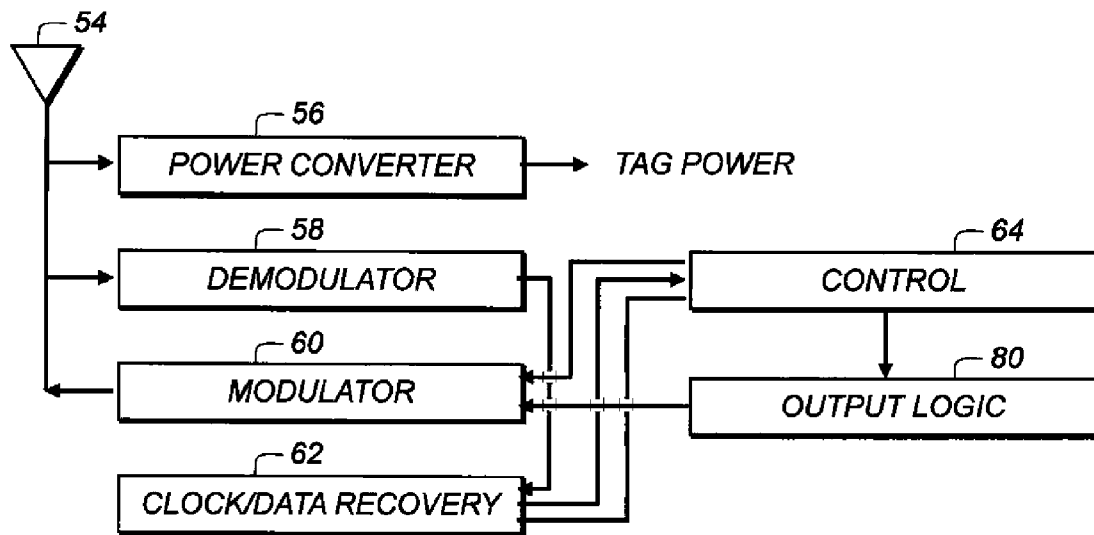 54
56
POWER CONVERTER
TAG POWER
58
DEMODULATOR
64
CONTROL
60
MODULATOR
80
OUTPUT LOGIC
62
CLOCK/DATA RECOVERY